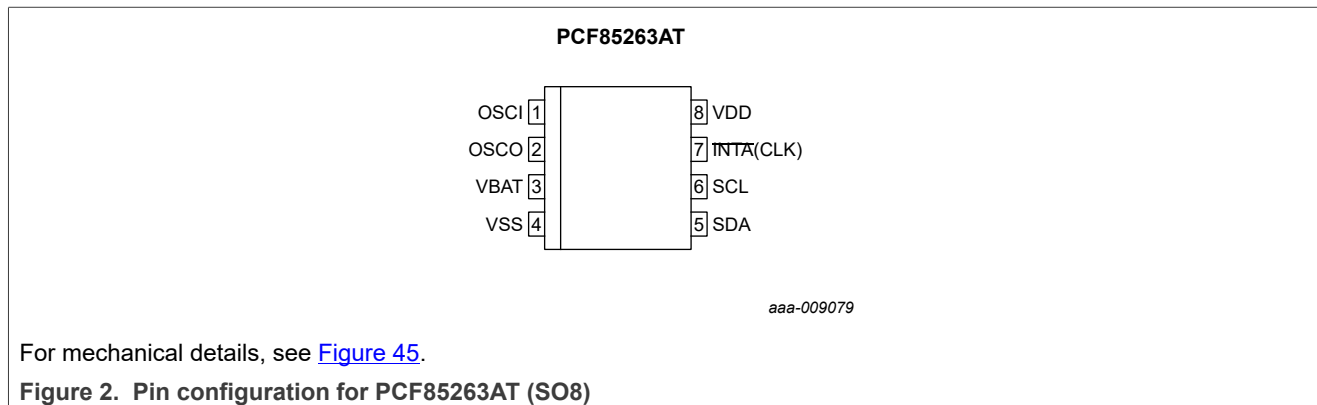 PCF85263AT
OSCI 1 8 VDD
OSCO 2 7 INTA(CLK)
VBAT 3 6 SCL
VSS 4 5 SDA
aaa-009079
For mechanical details, see Figure 45.
Figure 2. Pin configuration for PCF85263AT (SO8)